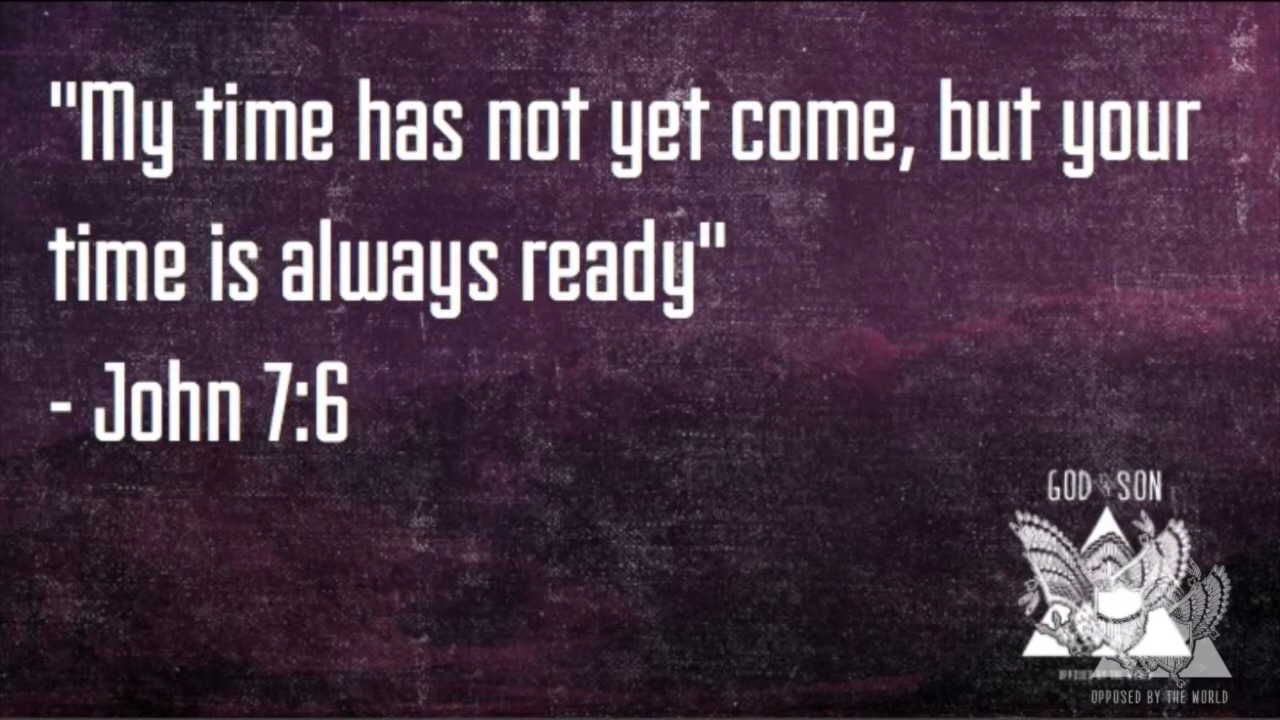 "My time has not yet come, but your
time is always ready"
- John 7:6
GOD SON
OPPOSED BY THE WORLD